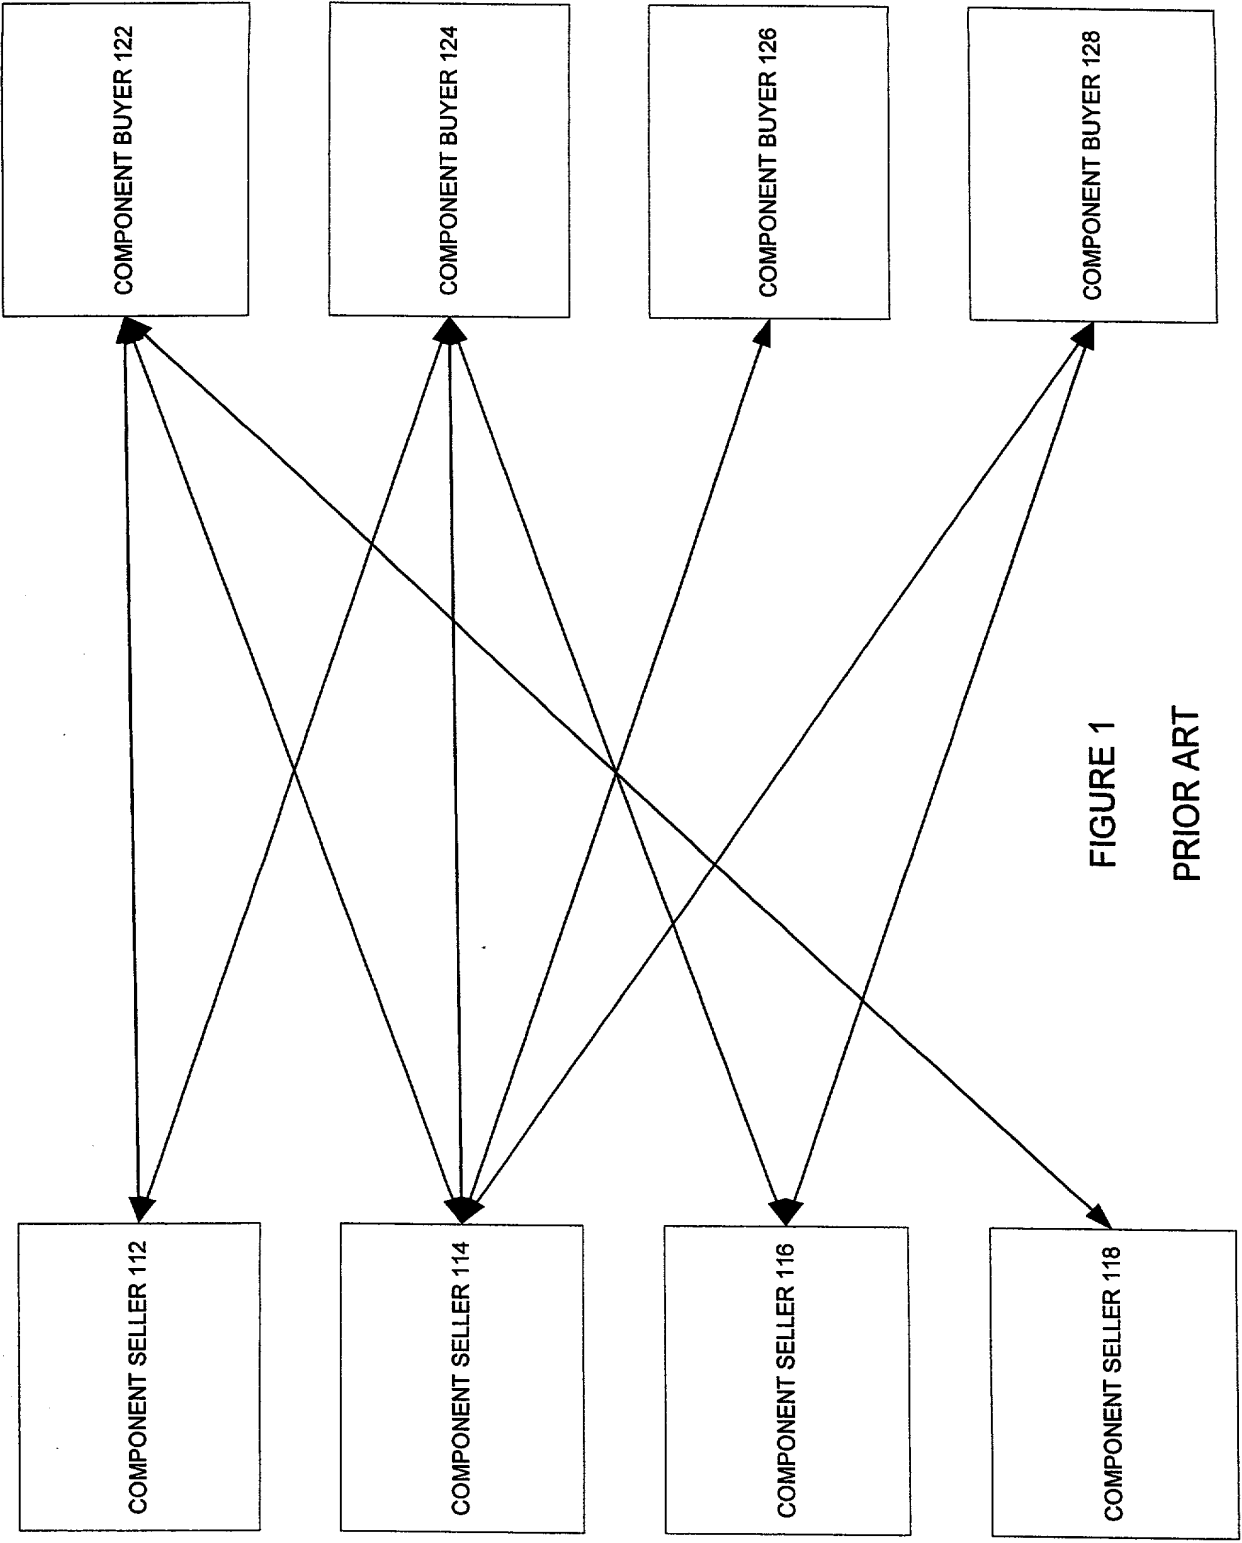 COMPONENT SELLER 112
COMPONENT BUYER 122
COMPONENT SELLER 114
COMPONENT BUYER 124
COMPONENT SELLER 116
COMPONENT BUYER 126
COMPONENT SELLER 118
COMPONENT BUYER 128
FIGURE 1
PRIOR ART